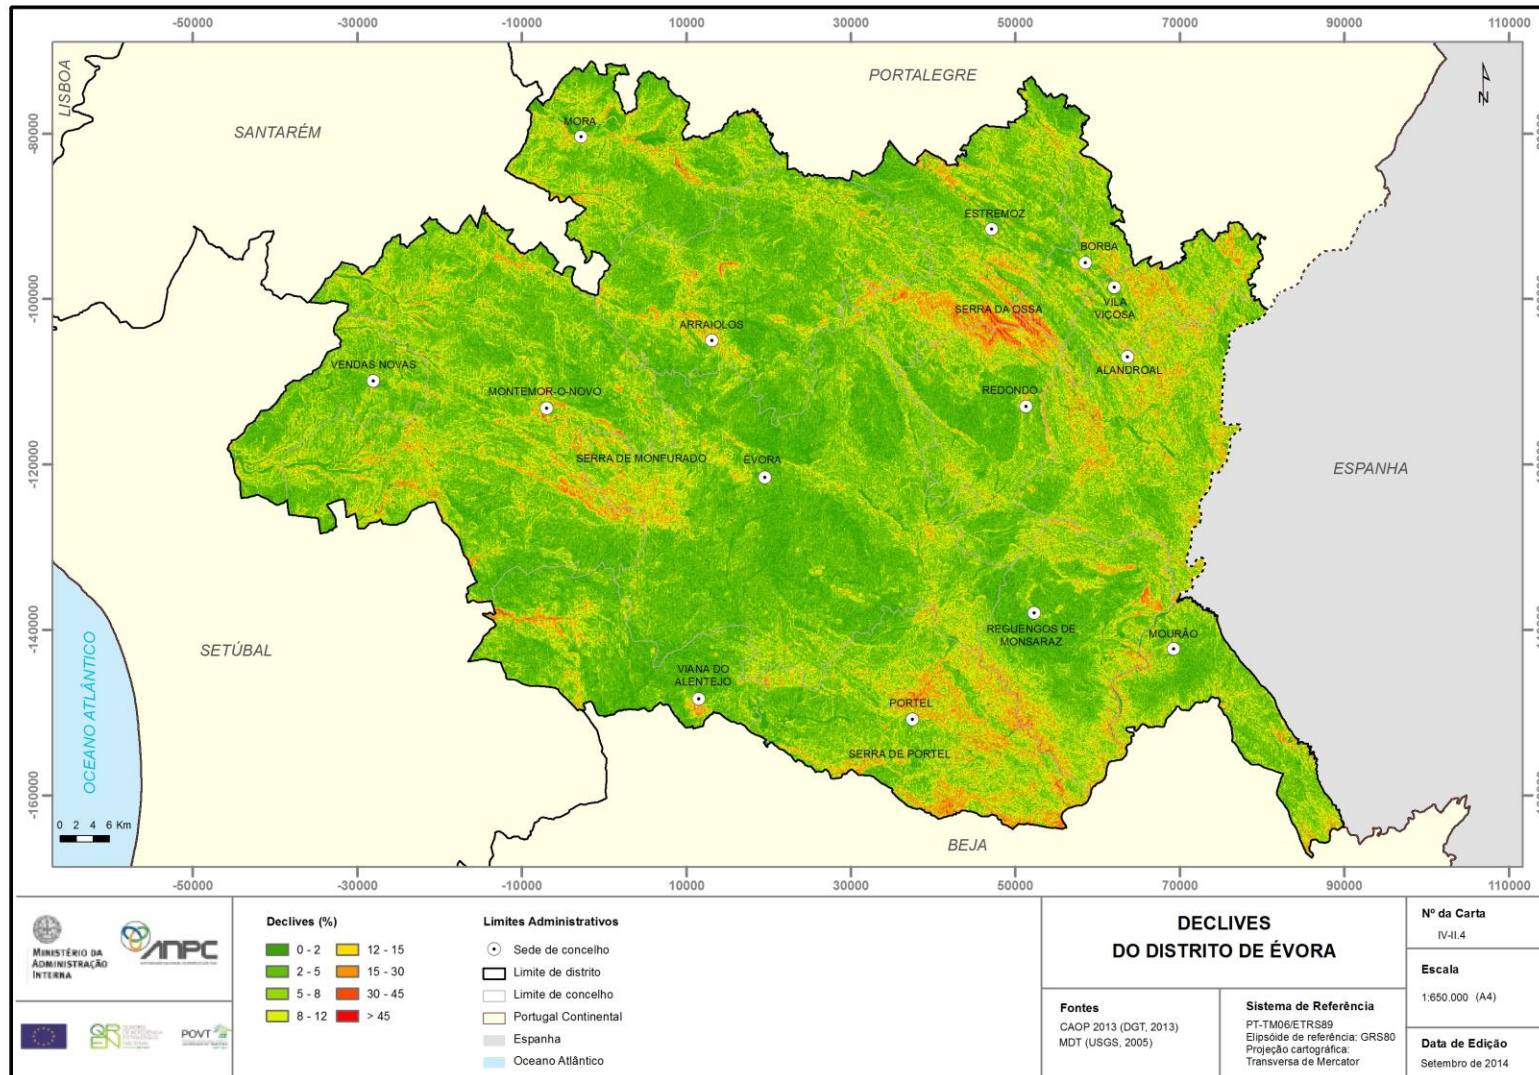 -50000
-30000
-10000
10000
30000
50000
70000
90000
110000
-80000
-100000
-120000
-140000
-160000
LISBOA
SANTARÉM
PORTALEGRE
N
MORA
ESTREMOZ
BORBA
VILA
VIÇOSA
SERRA DA OSSA
ARRAIOLOS
ALANDROAL
VENDAS NOVAS
MONTEMOR-O-NOVO
REDONDO
SERRA DE MONFURADO
ÉVORA
ESPANHA
REGUENGOS DE
MONSARAZ
MOURÃO
SETÚBAL
VIANA DO
ALENTEJO
PORTEL
SERRA DE PORTEL
OCEANO ATLÂNTICO
0 2 4 6 Km
BEJA
-50000
-30000
-10000
10000
30000
50000
70000
90000
110000
MINISTÉRIO DA
ADMINISTRAÇÃO
INTERNA
ANPC
QREN
QUADRO
DE REFERÊNCIA
ESTRATÉGICO
NACIONAL
POVT
Declives (%)
0 - 2
2 - 5
5 - 8
8 - 12
12 - 15
15 - 30
30 - 45
> 45
Limites Administrativos
Sede de concelho
Limite de distrito
Limite de concelho
Portugal Continental
Espanha
Oceano Atlântico
DECLIVES
DO DISTRITO DE ÉVORA
Fontes
CAOP 2013 (DGT, 2013)
MDT (USGS, 2005)
Sistema de Referência
PT-TM06/ETRS89
Elipsóide de referência: GRS80
Projeção cartográfica:
Transversa de Mercator
Nº da Carta
IV-II.4
Escala
1:650.000 (A4)
Data de Edição
Setembro de 2014